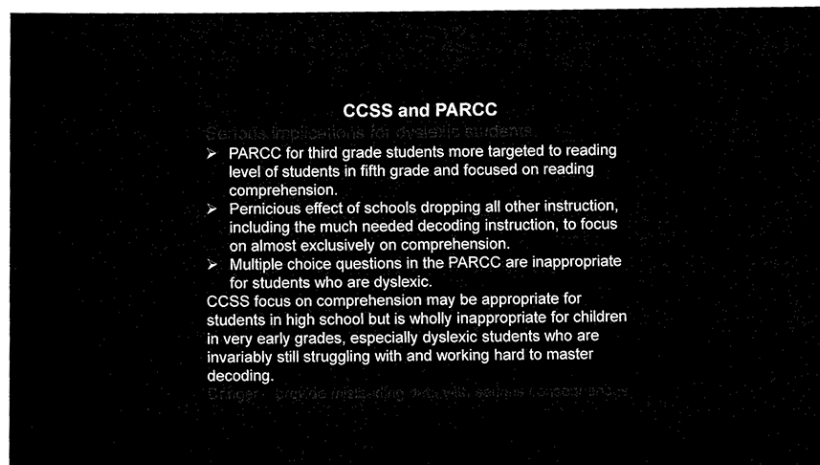 CCSS and PARCC
Serious implications for dyslexic students
➢ PARCC for third grade students more targeted to reading
level of students in fifth grade and focused on reading
comprehension.
➢ Pernicious effect of schools dropping all other instruction,
including the much needed decoding instruction, to focus
on almost exclusively on comprehension.
➢ Multiple choice questions in the PARCC are inappropriate
for students who are dyslexic.
CCSS focus on comprehension may be appropriate for
students in high school but is wholly inappropriate for children
in very early grades, especially dyslexic students who are
invariably still struggling with and working hard to master
decoding.
provide misleading with serious